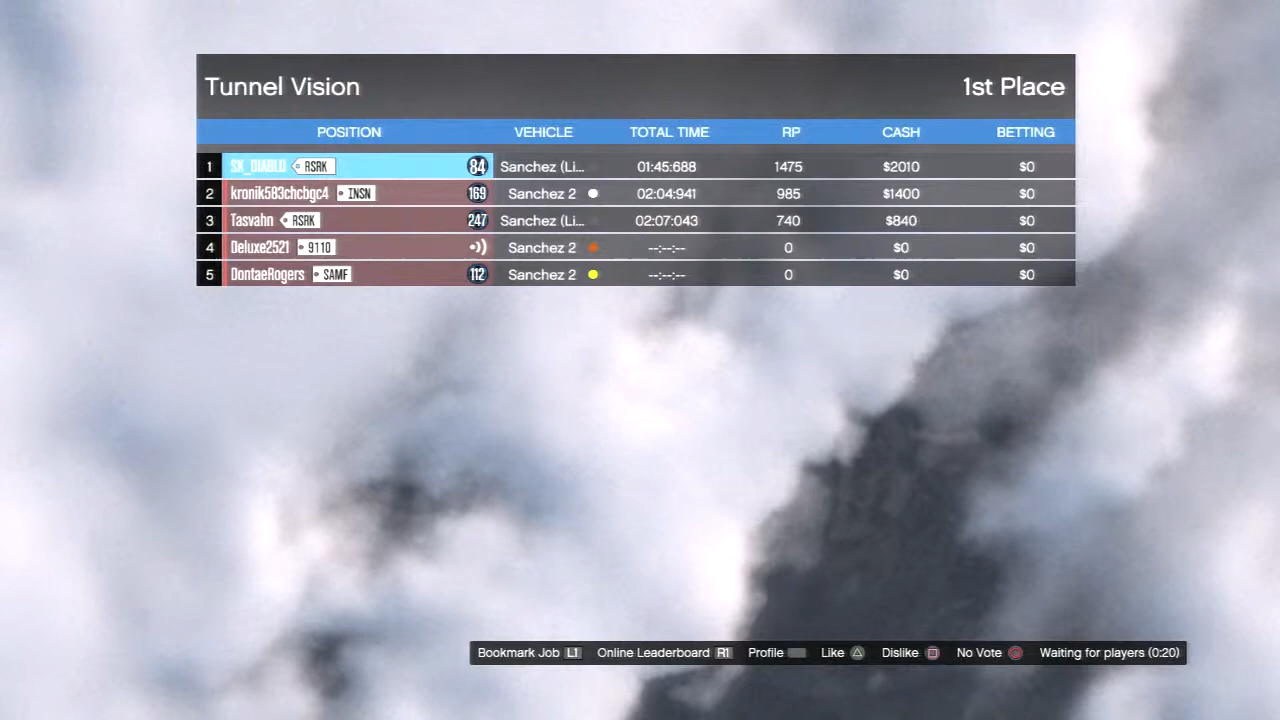 Tunnel Vision 1st Place
POSITION VEHICLE TOTAL TIME RP CASH BETTING
1 SK_DIABLO RSRK 84 Sanchez (Li... 01:45:688 1475 $2010 $0
2 kronik583chcbgc4 INSN 169 Sanchez 2 02:04:941 985 $1400 $0
3 Tasvahn RSRK 247 Sanchez (Li... 02:07:043 740 $840 $0
4 Deluxe2521 9110 Sanchez 2 --:--:-- 0 $0 $0
5 DontaeRogers SAMF 112 Sanchez 2 --:--:-- 0 $0 $0
Bookmark Job L1 Online Leaderboard R1 Profile Like Dislike No Vote Waiting for players (0:20)